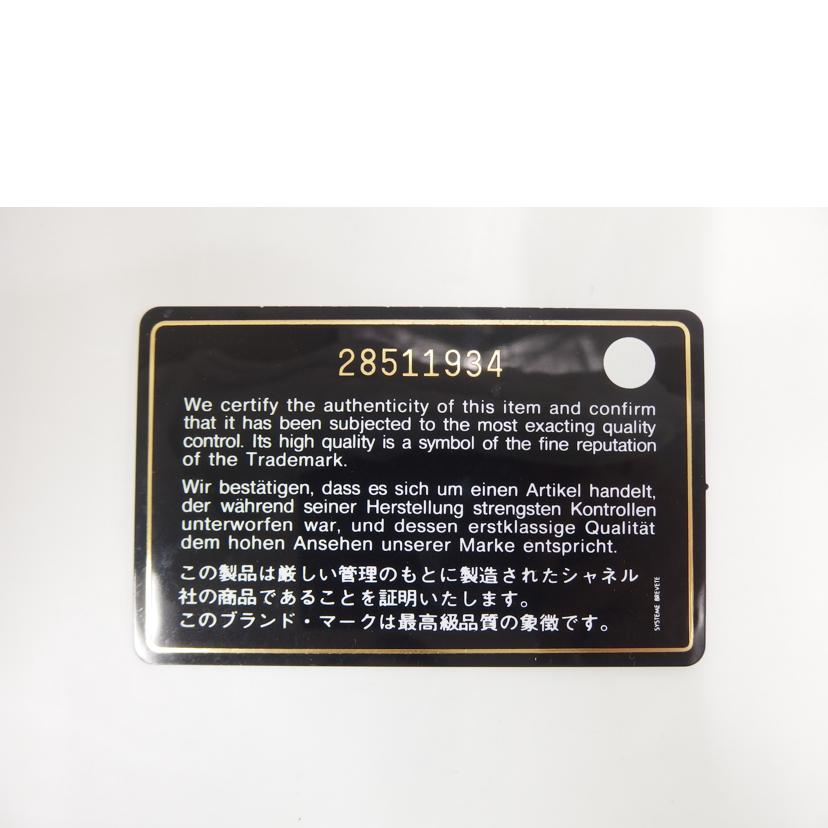 28511934
We certify the authenticity of this item and confirm
that it has been subjected to the most exacting quality
control. Its high quality is a symbol of the fine reputation
of the Trademark.
Wir bestätigen, dass es sich um einen Artikel handelt,
der während seiner Herstellung strengsten Kontrollen
unterworfen war, und dessen erstklassige Qualität
dem hohen Ansehen unserer Marke entspricht.
この製品は厳しい管理のもとに製造されたシャネル
社の商品であることを証明いたします。
このブランド・マークは最高級品質の象徴です。
SYSTEME BREVETE